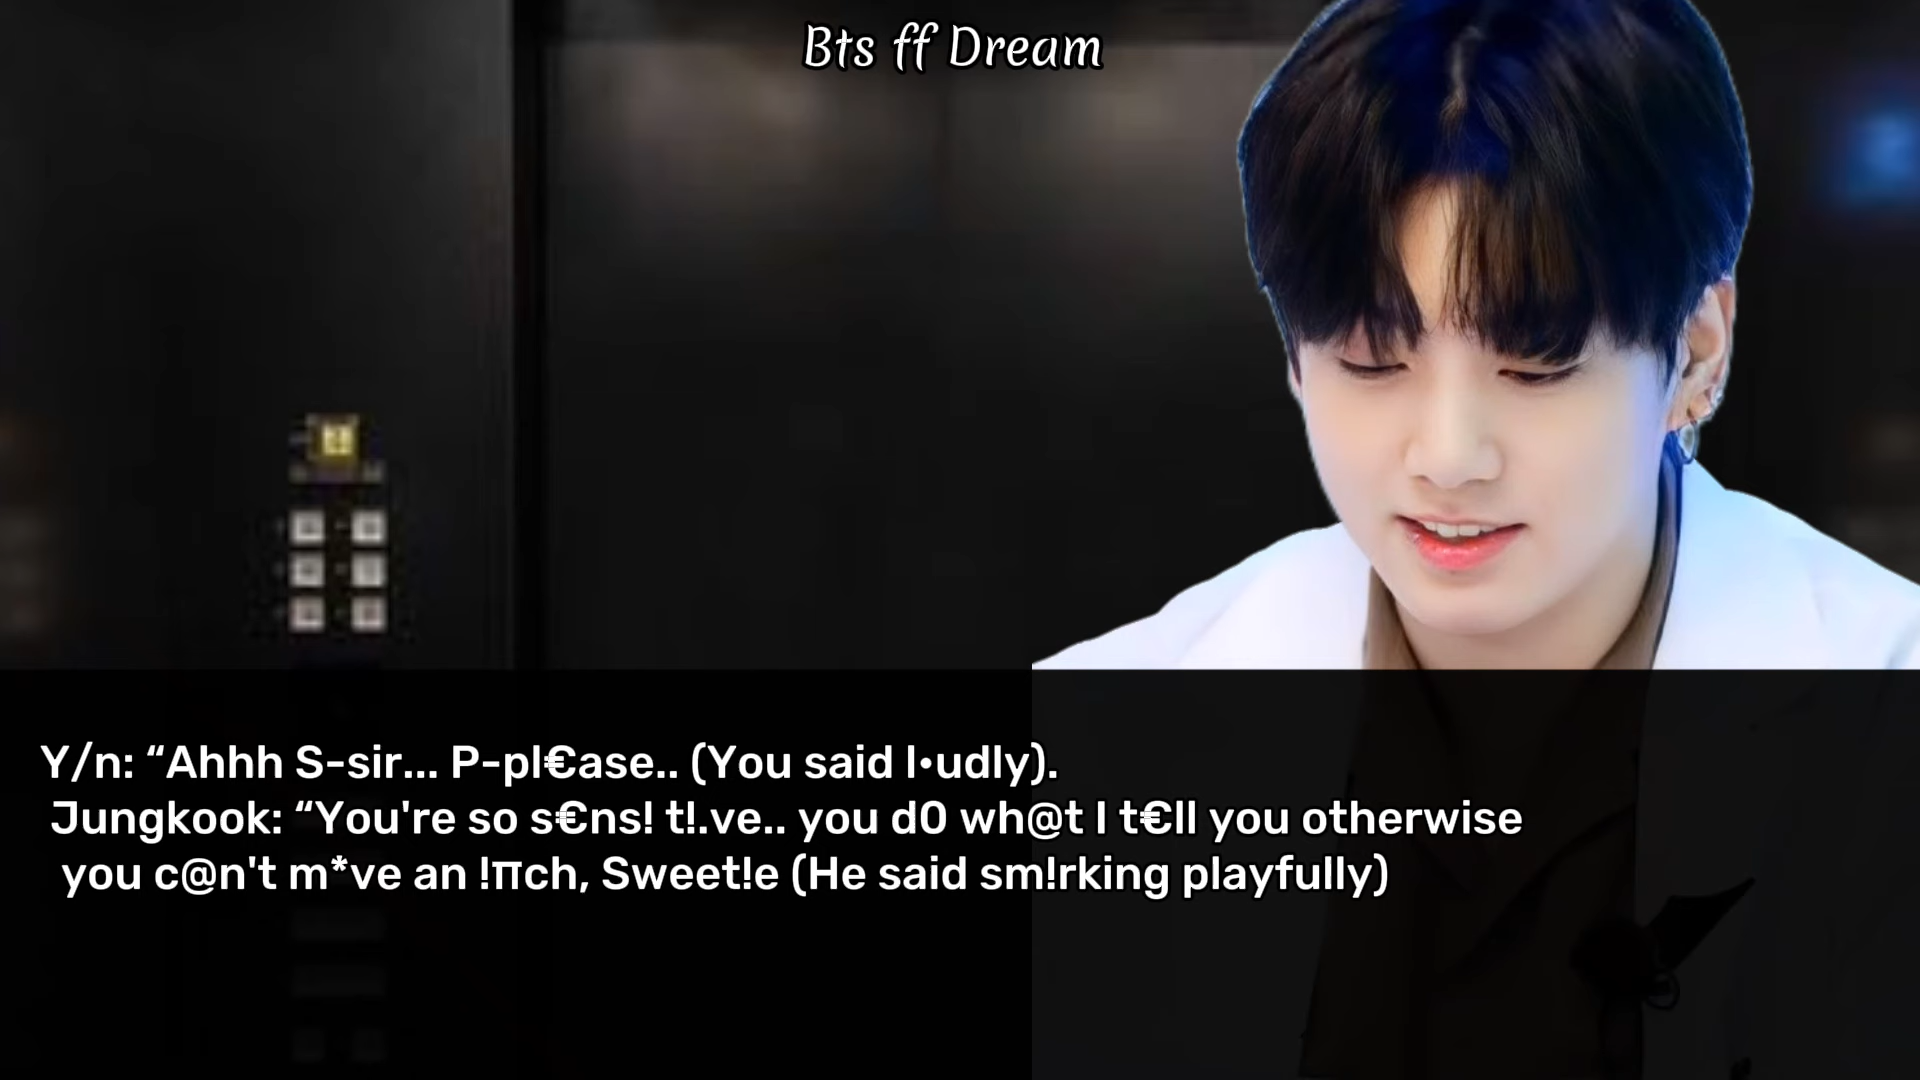 Bts ff Dream
Y/n: “Ahhh S-sir... P-pl€ase.. (You said l•udly).
Jungkook: “You're so s€ns! t!.ve.. you d0 wh@t I t€ll you otherwise
you c@n't m*ve an !πch, Sweet!e (He said sm!rking playfully)